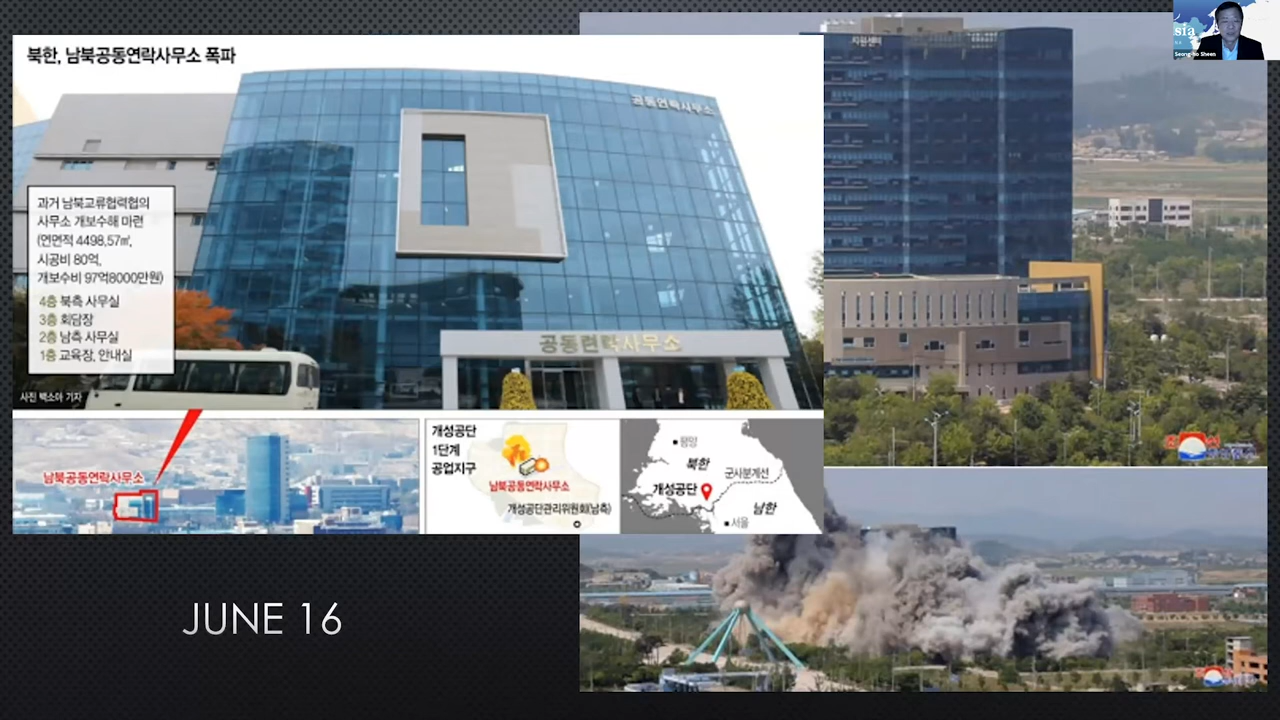 북한, 남북공동연락사무소 폭파
지원센터
Seong-ho Sheen
공동연락사무소
과거 남북교류협력협의
사무소 개보수해 마련
(연면적 4498.57㎡,
시공비 80억,
개보수비 97억8000만원)
4층 북측 사무실
3층 회담장
2층 남측 사무실
1층 교육장, 안내실
공동련락사무소
사진 백소아 기자
남북공동연락사무소
개성공단
1단계
공업지구
남북공동연락사무소
개성공단관리위원회(남측)
평양
북한
군사분계선
개성공단
남한
서울
JUNE 16